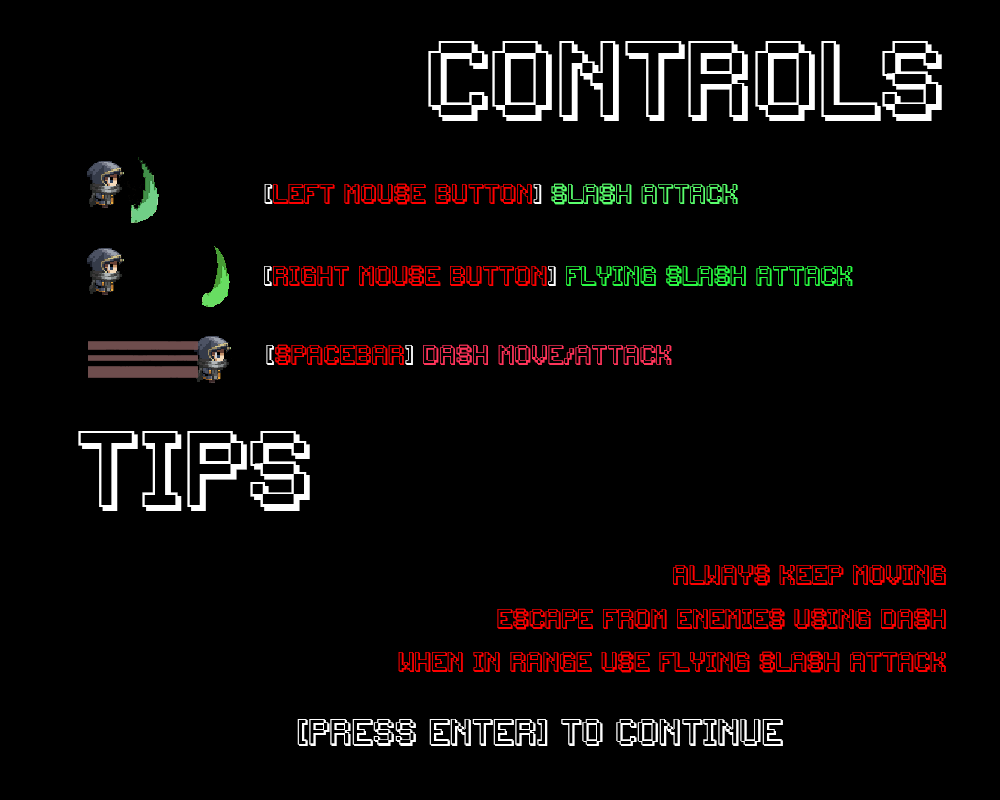 CONTROLS
[LEFT MOUSE BUTTON] SLASH ATTACK
[RIGHT MOUSE BUTTON] FLYING SLASH ATTACK
[SPACEBAR] DASH MOVE/ATTACK
TIPS
ALWAYS KEEP MOVING
ESCAPE FROM ENEMIES USING DASH
WHEN IN RANGE USE FLYING SLASH ATTACK
[PRESS ENTER] TO CONTINUE